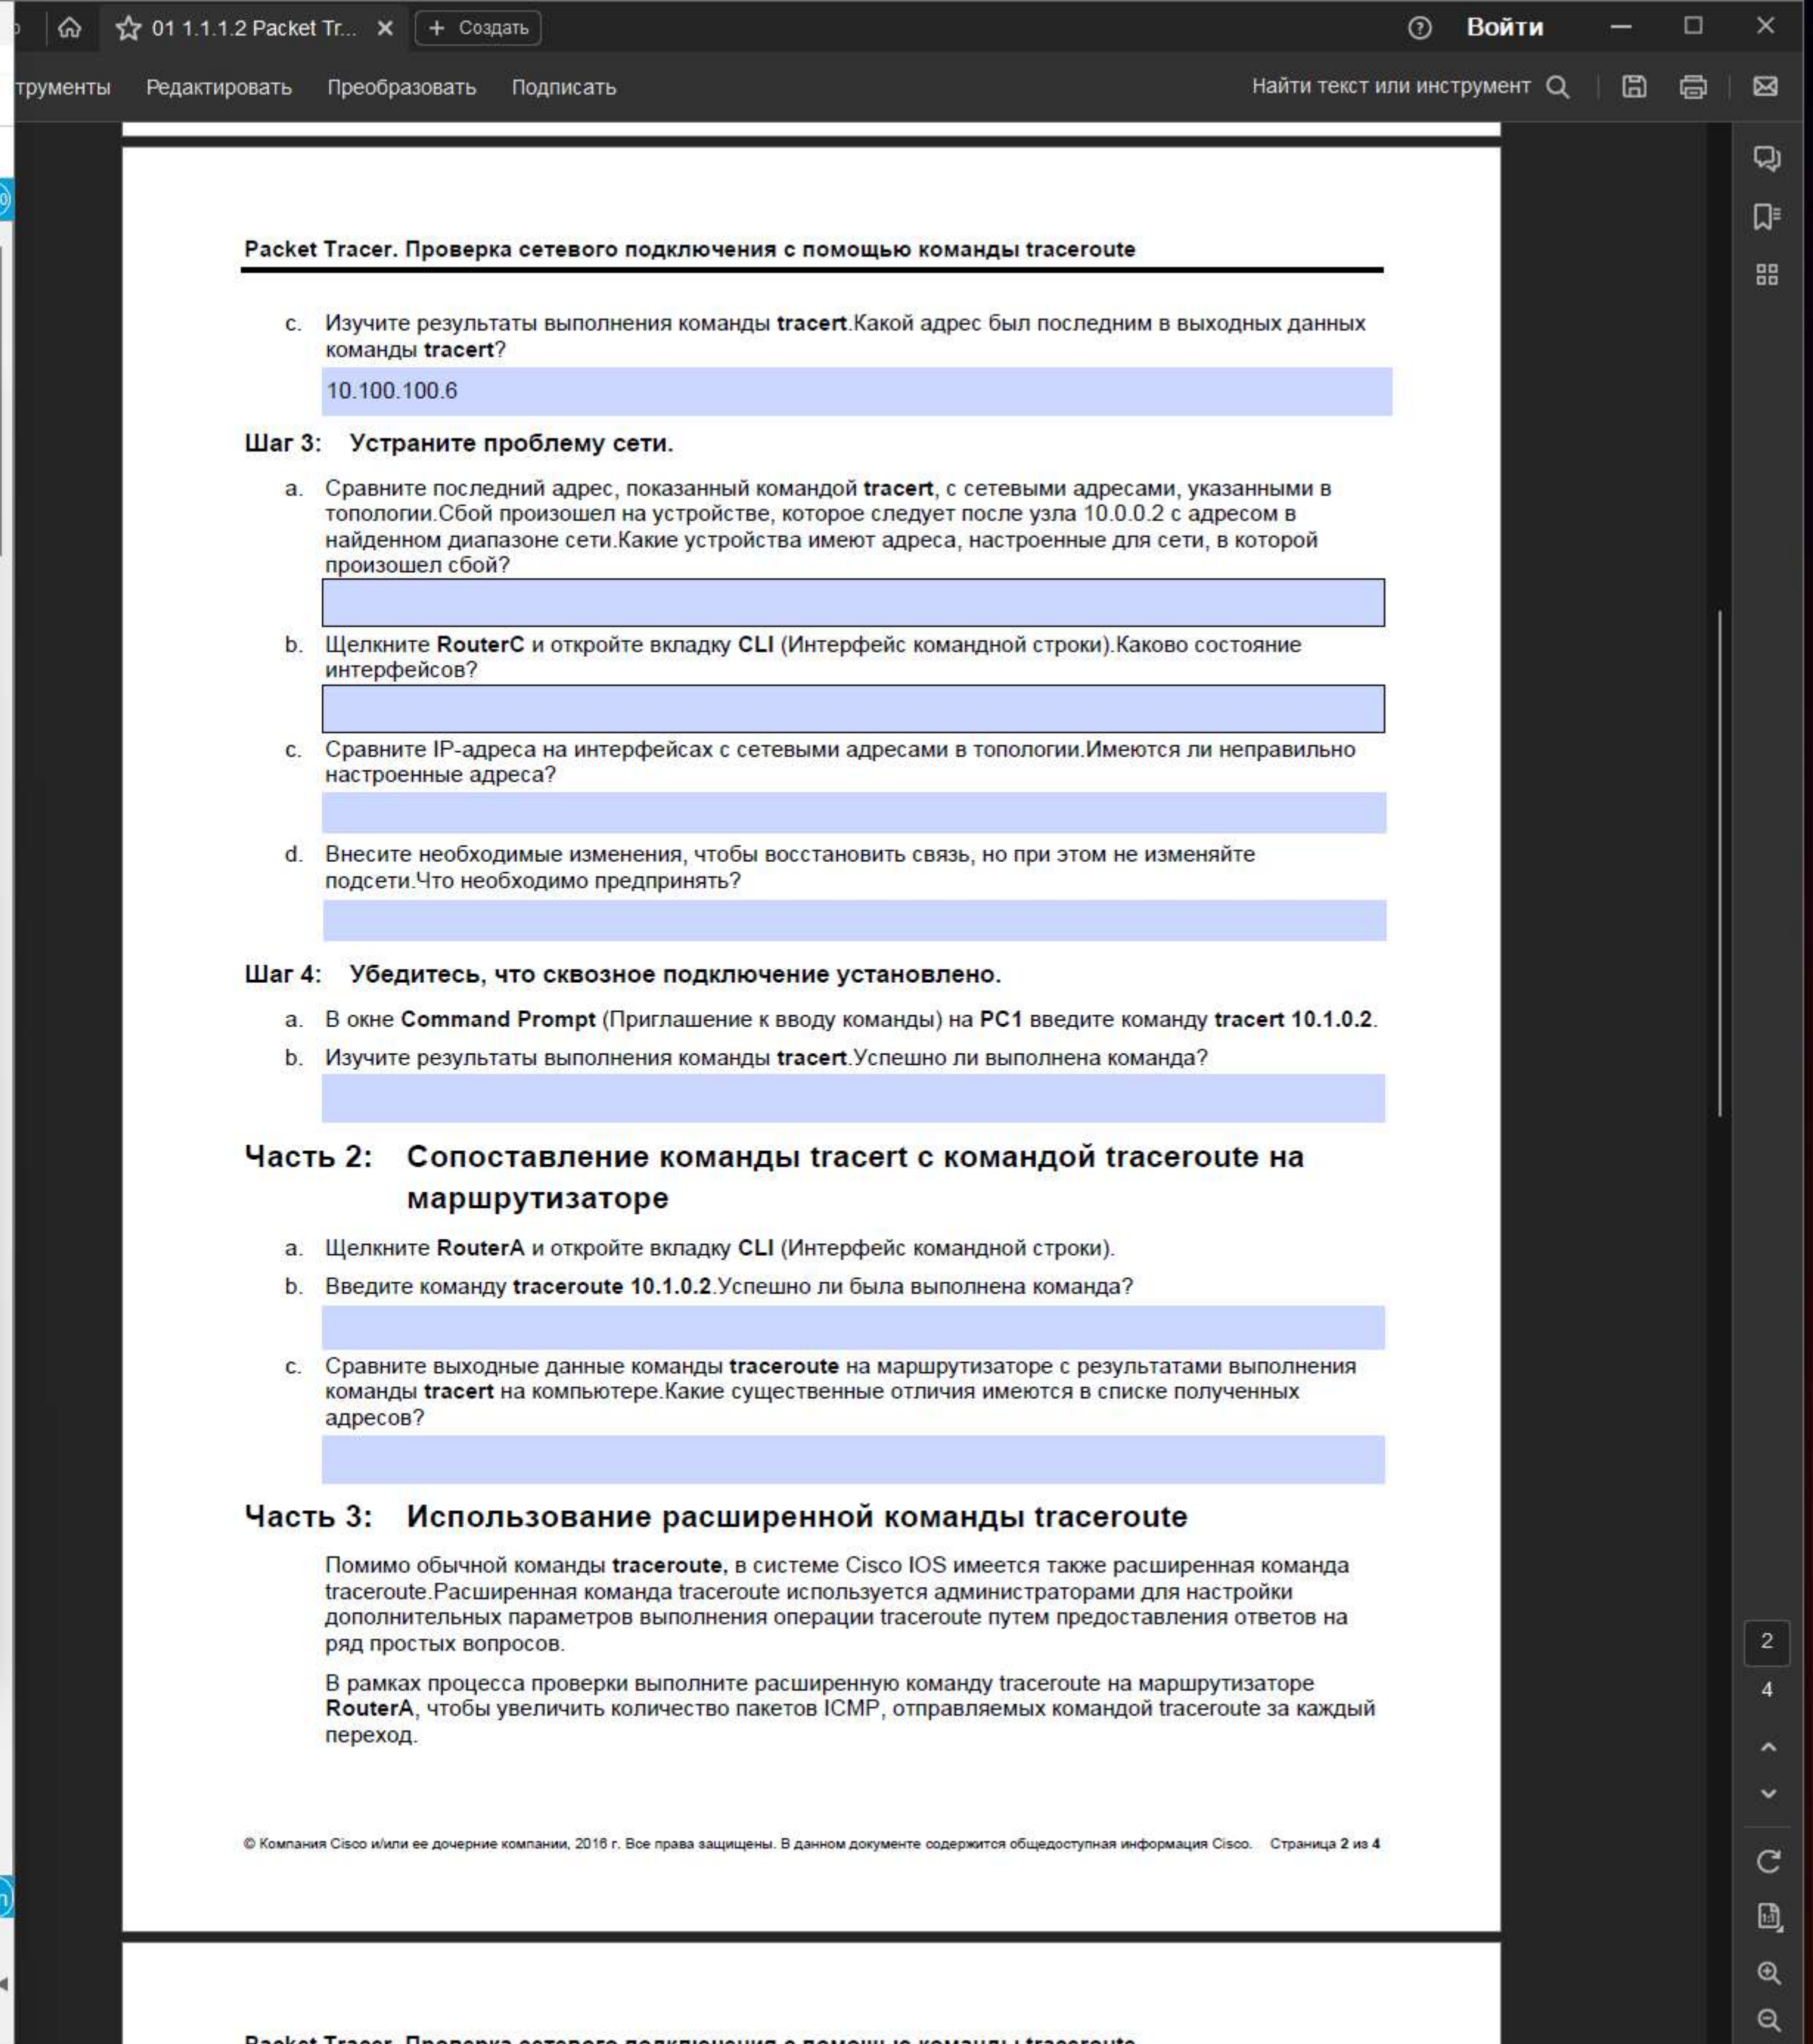 01 1.1.1.2 Packet Tr...
+ Создать
Войти
трументы Редактировать Преобразовать Подписать
Найти текст или инструмент
Packet Tracer. Проверка сетевого подключения с помощью команды traceroute
c. Изучите результаты выполнения команды tracert.Какой адрес был последним в выходных данных
команды tracert?
10.100.100.6
Шаг 3: Устраните проблему сети.
a. Сравните последний адрес, показанный командой tracert, с сетевыми адресами, указанными в
топологии.Сбой произошел на устройстве, которое следует после узла 10.0.0.2 с адресом в
найденном диапазоне сети.Какие устройства имеют адреса, настроенные для сети, в которой
произошел сбой?
b. Щелкните RouterC и откройте вкладку CLI (Интерфейс командной строки).Каково состояние
интерфейсов?
c. Сравните IP-адреса на интерфейсах с сетевыми адресами в топологии.Имеются ли неправильно
настроенные адреса?
d. Внесите необходимые изменения, чтобы восстановить связь, но при этом не изменяйте
подсети.Что необходимо предпринять?
Шаг 4: Убедитесь, что сквозное подключение установлено.
a. В окне Command Prompt (Приглашение к вводу команды) на PC1 введите команду tracert 10.1.0.2.
b. Изучите результаты выполнения команды tracert.Успешно ли выполнена команда?
Часть 2: Сопоставление команды tracert с командой traceroute на
маршрутизаторе
a. Щелкните RouterA и откройте вкладку CLI (Интерфейс командной строки).
b. Введите команду traceroute 10.1.0.2.Успешно ли была выполнена команда?
c. Сравните выходные данные команды traceroute на маршрутизаторе с результатами выполнения
команды tracert на компьютере.Какие существенные отличия имеются в списке полученных
адресов?
Часть 3: Использование расширенной команды traceroute
Помимо обычной команды traceroute, в системе Cisco IOS имеется также расширенная команда
traceroute.Расширенная команда traceroute используется администраторами для настройки
дополнительных параметров выполнения операции traceroute путем предоставления ответов на
ряд простых вопросов.
В рамках процесса проверки выполните расширенную команду traceroute на маршрутизаторе
RouterA, чтобы увеличить количество пакетов ICMP, отправляемых командой traceroute за каждый
переход.
2
4
© Компания Cisco и/или ее дочерние компании, 2016 г. Все права защищены. В данном документе содержится общедоступная информация Cisco. Страница 2 из 4
Packet Tracer. Проверка сетевого подключения с помощью команды traceroute